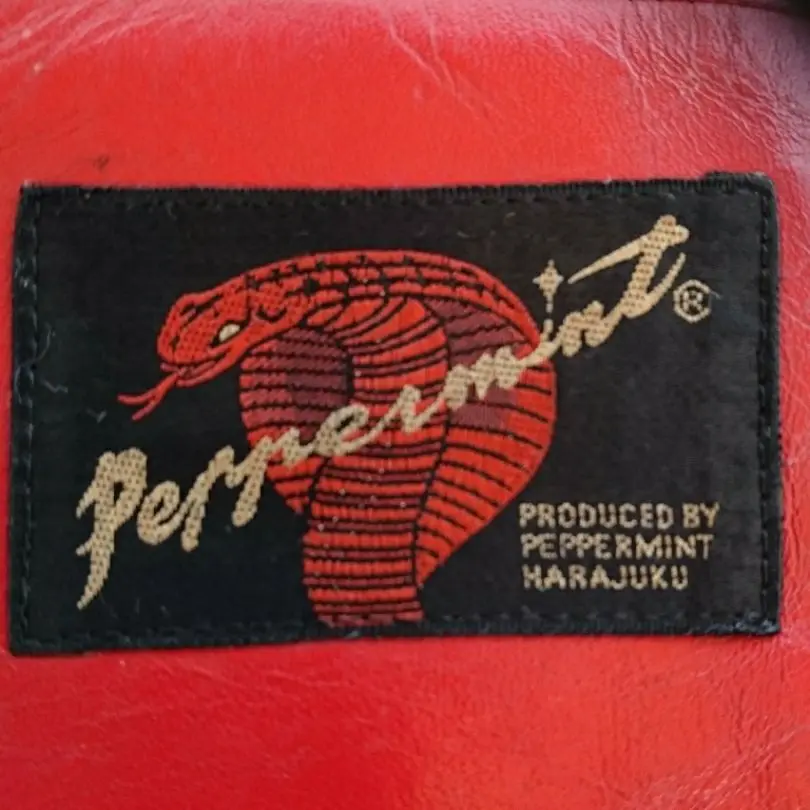 Peppermint®
PRODUCED BY
PEPPERMINT
HARAJUKU